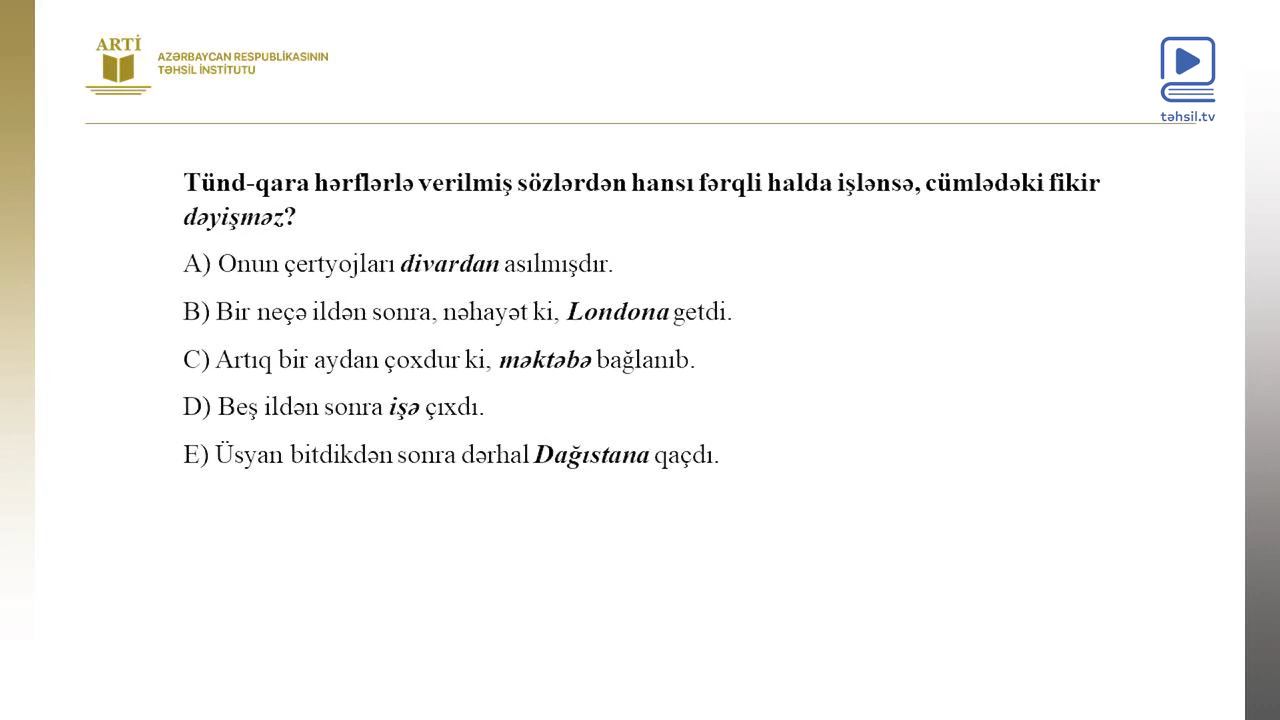 ARTİ
AZƏRBAYCAN RESPUBLİKASININ
TƏHSİL İNSTİTUTU
təhsil.tv
Tünd-qara hərflərlə verilmiş sözlərdən hansı fərqli halda işlənsə, cümlədəki fikir
dəyişməz?
A) Onun çertyojları divardan asılmışdır.
B) Bir neçə ildən sonra, nəhayət ki, Londona getdi.
C) Artıq bir aydan çoxdur ki, məktəbə bağlanıb.
D) Beş ildən sonra işə çıxdı.
E) Üsyan bitdikdən sonra dərhal Dağıstana qaçdı.